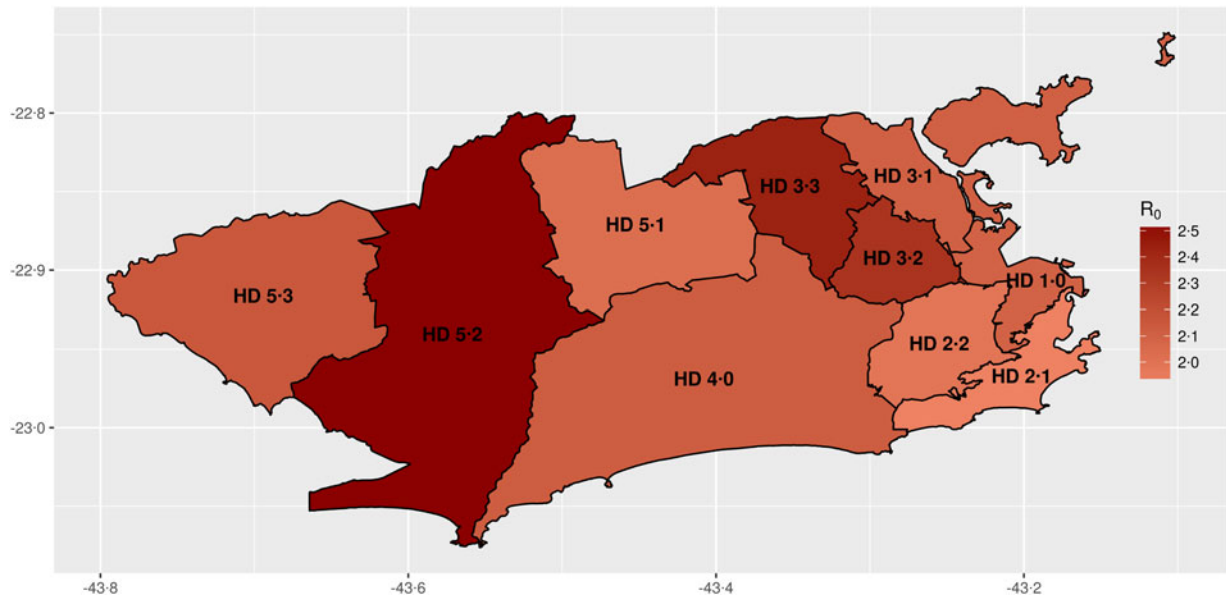 -22·8
-22·9
-23·0
HD 3·3
HD 3·1
HD 5·1
HD 3·2
HD 1·0
HD 5·3
HD 5·2
HD 2·2
HD 4·0
HD 2·1
R0
2·5
2·4
2·3
2·2
2·1
2·0
-43·8
-43·6
-43·4
-43·2